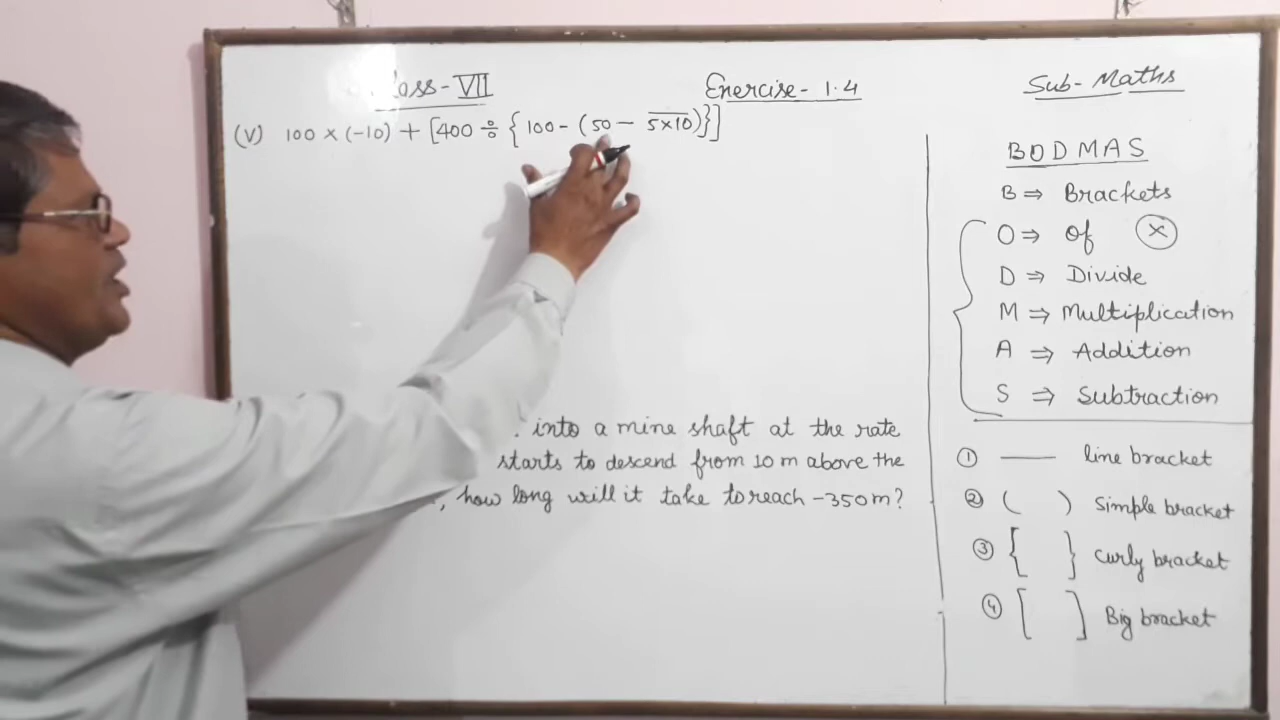 lass - VII
Exercise - 1.4
Sub - Maths
(V) 100 × (-10) + [400 ÷ { 100 - (50 - 5×10)}]
into a mine shaft at the rate
starts to descend from 10 m above the
, how long will it take to reach -350m?
BODMAS
B ⇒ Brackets
O ⇒ Of (×)
D ⇒ Divide
M ⇒ Multiplication
A ⇒ Addition
S ⇒ Subtraction
① — line bracket
② ( ) Simple bracket
③ { } Curly bracket
④ [ ] Big bracket